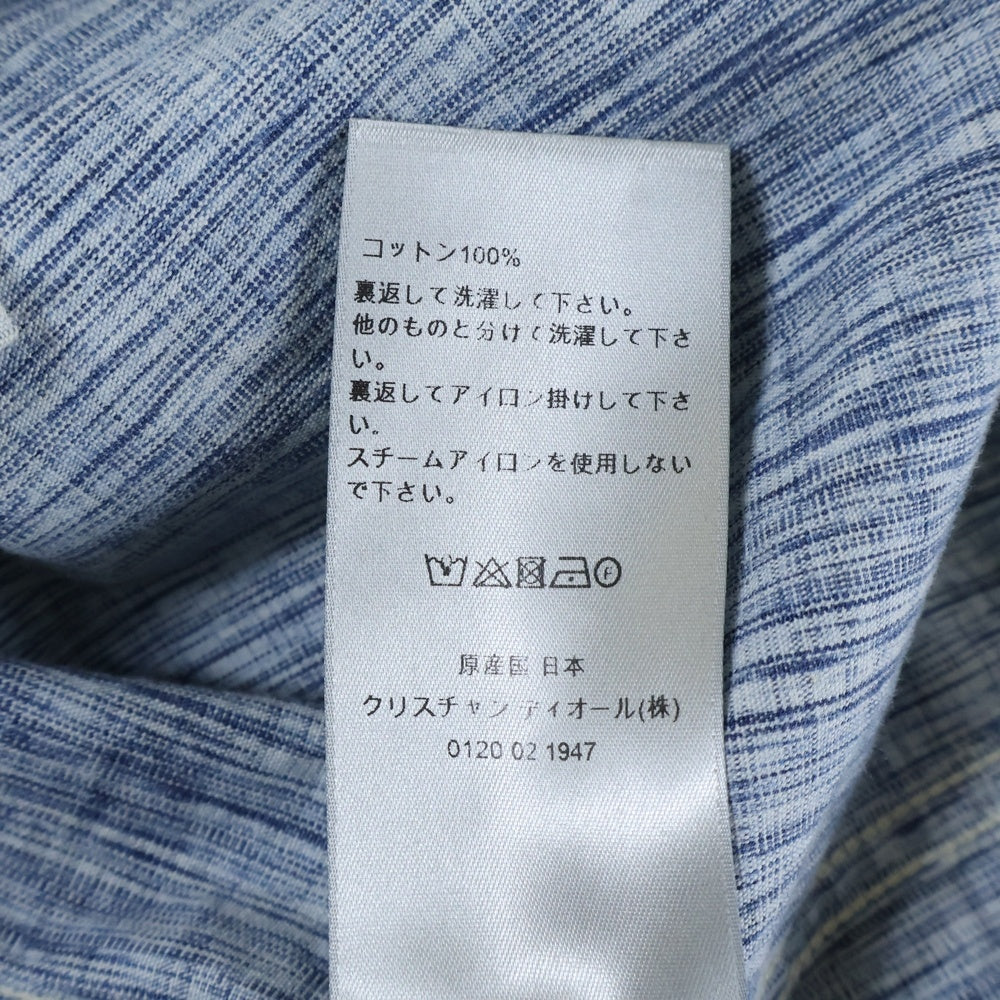 コットン100%
裏返して洗濯して下さい。
他のものと分けて洗濯して下さ
い。
裏返してアイロン掛けして下さ
い。
スチームアイロンを使用しない
で下さい。
原産国 日本
クリスチャン ディオール(株)
0120 02 1947